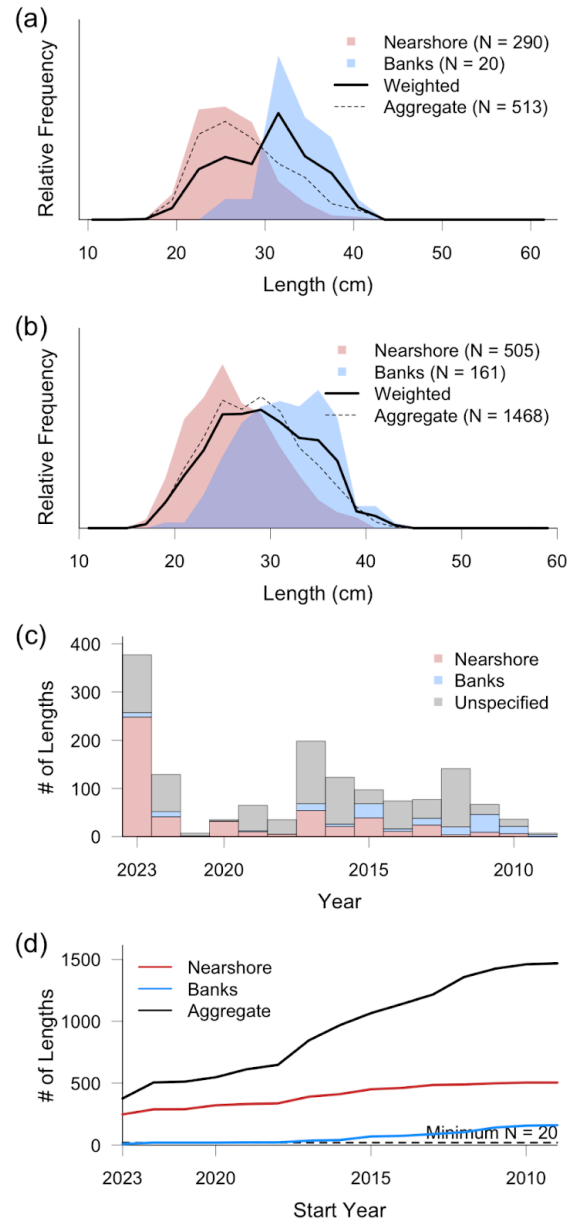 (a)
Nearshore (N = 290)
Banks (N = 20)
Weighted
Aggregate (N = 513)
Relative Frequency
10 20 30 40 50 60
Length (cm)
(b)
Nearshore (N = 505)
Banks (N = 161)
Weighted
Aggregate (N = 1468)
Relative Frequency
10 20 30 40 50 60
Length (cm)
(c)
400
300
200
100
0
# of Lengths
Nearshore
Banks
Unspecified
2023 2020 2015 2010
Year
(d)
1500
1000
500
0
# of Lengths
Nearshore
Banks
Aggregate
Minimum N = 20
2023 2020 2015 2010
Start Year